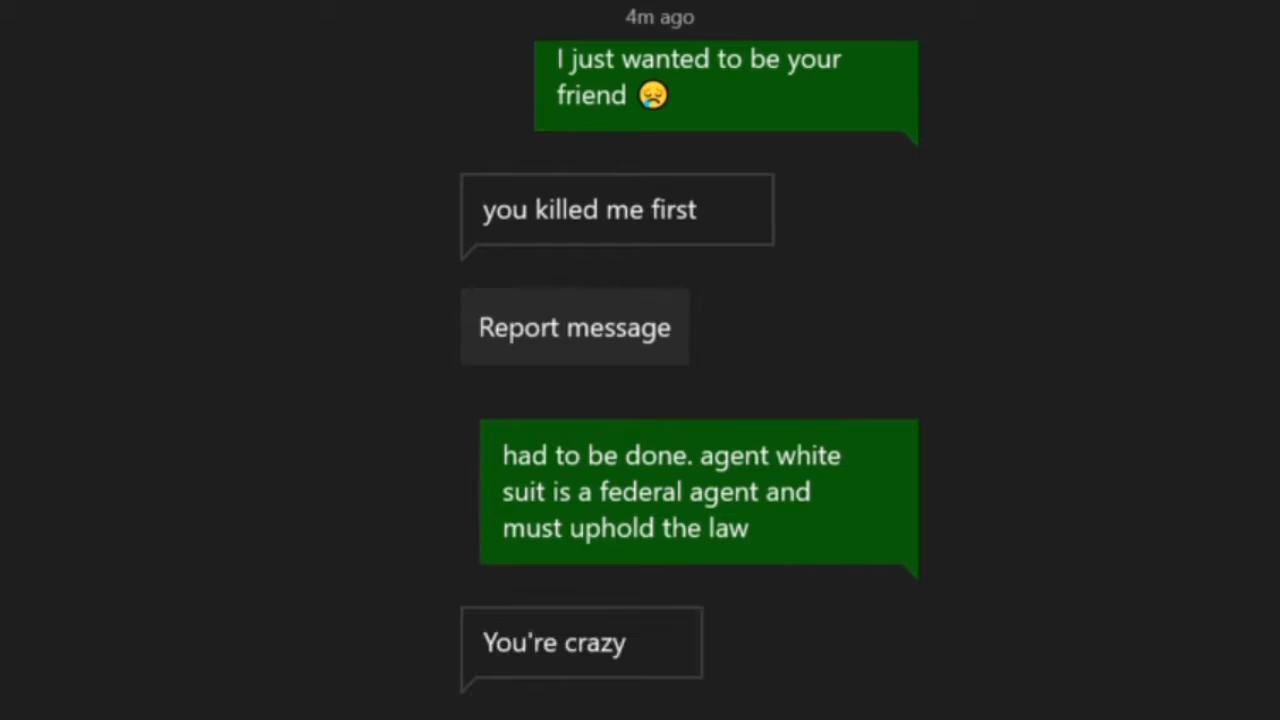 4m ago
I just wanted to be your
friend 😢
you killed me first
Report message
had to be done. agent white
suit is a federal agent and
must uphold the law
You're crazy